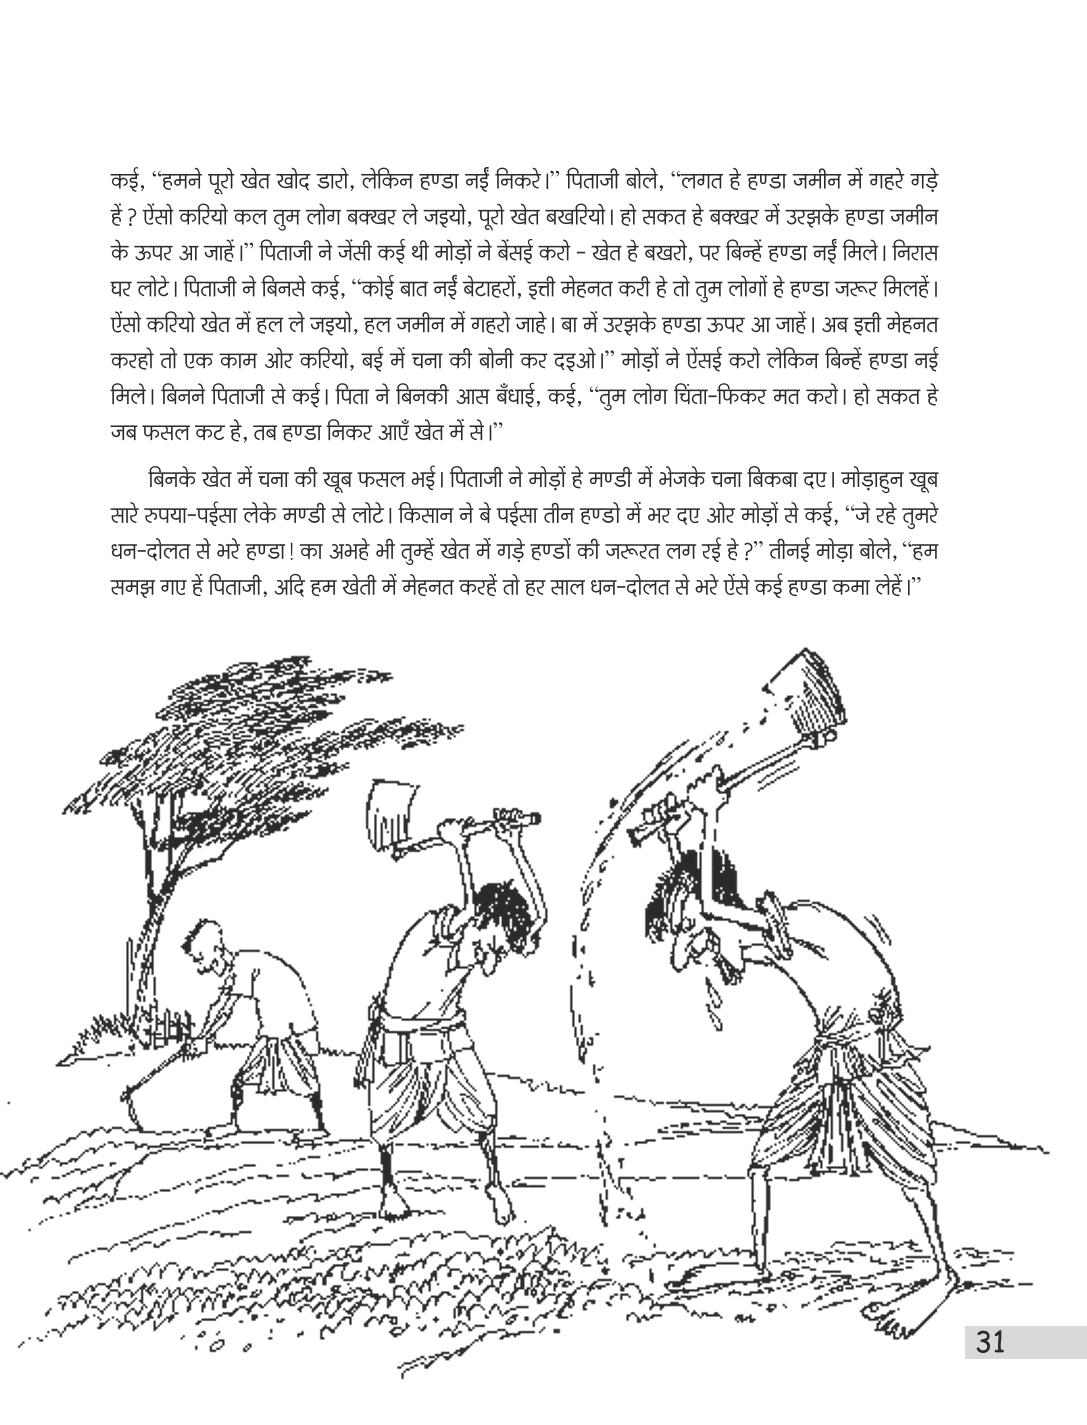 कई, “हमने पूरो खेत खोद डारो, लेकिन हण्डा नईं निकरे।” पिताजी बोले, “लगत हे हण्डा जमीन में गहरे गड़े
हें ? ऐंसो करियो कल तुम लोग बक्खर ले जइयो, पूरो खेत बखरियो। हो सकत हे बक्खर में उरझके हण्डा जमीन
के ऊपर आ जाहें।” पिताजी ने जेंसी कई थी मोड़ों ने बेंसई करो - खेत हे बखरो, पर बिन्हें हण्डा नईं मिले। निरास
घर लोटे। पिताजी ने बिनसे कई, “कोई बात नईं बेटाहरों, इत्ती मेहनत करी हे तो तुम लोगों हे हण्डा जरूर मिलहें।
ऐंसो करियो खेत में हल ले जइयो, हल जमीन में गहरो जाहे। बा में उरझके हण्डा ऊपर आ जाहें। अब इत्ती मेहनत
करहो तो एक काम ओर करियो, बई में चना की बोनी कर दइओ।” मोड़ों ने ऐंसई करो लेकिन बिन्हें हण्डा नई
मिले। बिनने पिताजी से कई। पिता ने बिनकी आस बँधाई, कई, “तुम लोग चिंता-फिकर मत करो। हो सकत हे
जब फसल कट हे, तब हण्डा निकर आएँ खेत में से।”
बिनके खेत में चना की खूब फसल भई। पिताजी ने मोड़ों हे मण्डी में भेजके चना बिकबा दए। मोड़ाहुन खूब
सारे रुपया-पईसा लेके मण्डी से लोटे। किसान ने बे पईसा तीन हण्डो में भर दए ओर मोड़ों से कई, “जे रहे तुमरे
धन-दोलत से भरे हण्डा! का अभहे भी तुम्हें खेत में गड़े हण्डों की जरूरत लग रई हे ?” तीनई मोड़ा बोले, “हम
समझ गए हें पिताजी, अदि हम खेती में मेहनत करहें तो हर साल धन-दोलत से भरे ऐंसे कई हण्डा कमा लेहें।”
31